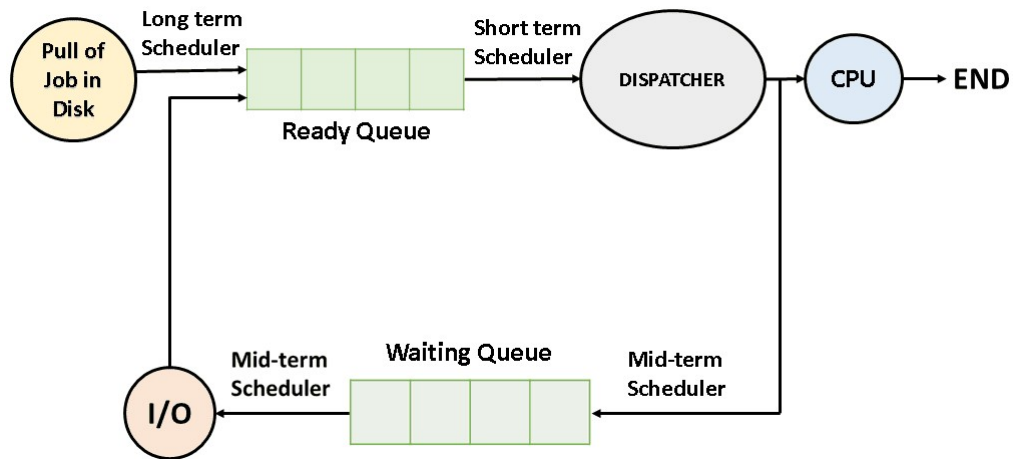 Long term
Scheduler
Pull of
Job in
Disk
Short term
Scheduler
DISPATCHER
CPU
END
Ready Queue
Waiting Queue
Mid-term
Scheduler
Mid-term
Scheduler
I/O